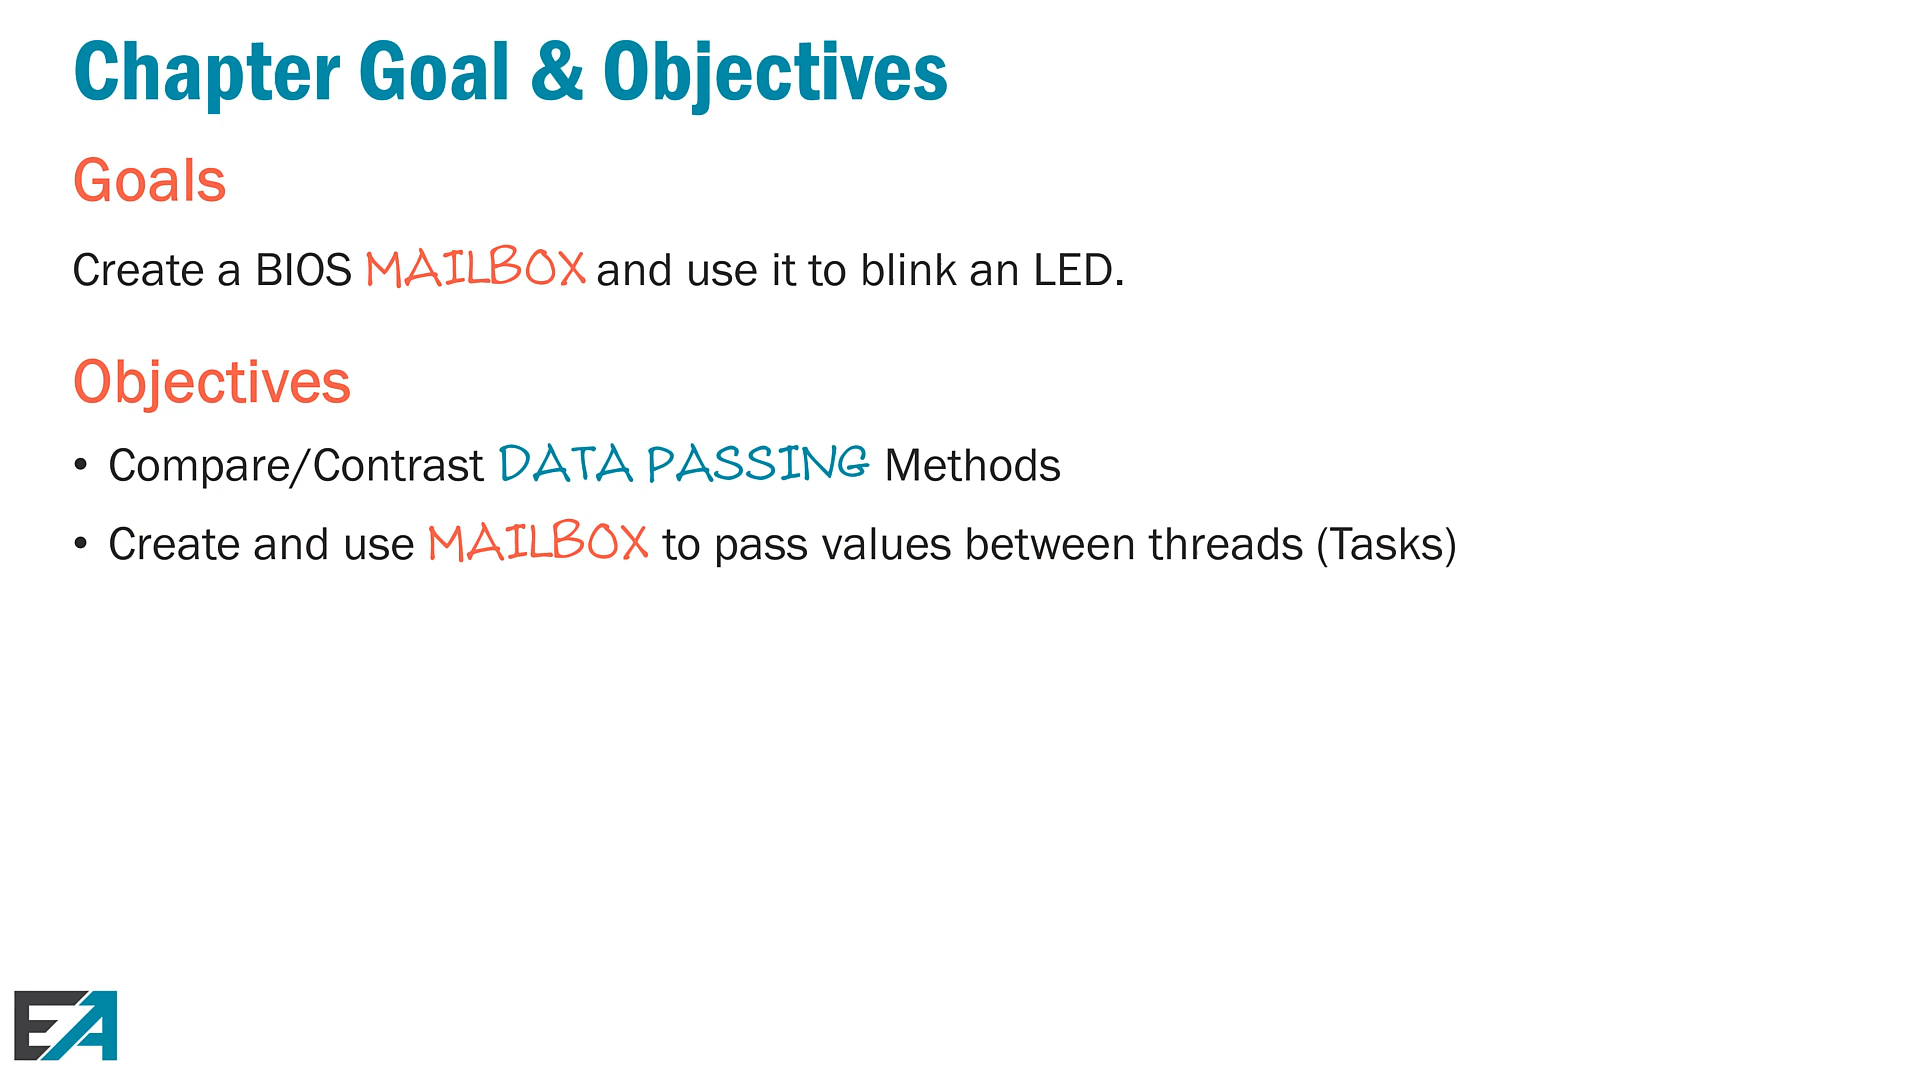 Chapter Goal & Objectives
Goals
Create a BIOS MAILBOX and use it to blink an LED.
Objectives
• Compare/Contrast DATA PASSING Methods
• Create and use MAILBOX to pass values between threads (Tasks)
EA